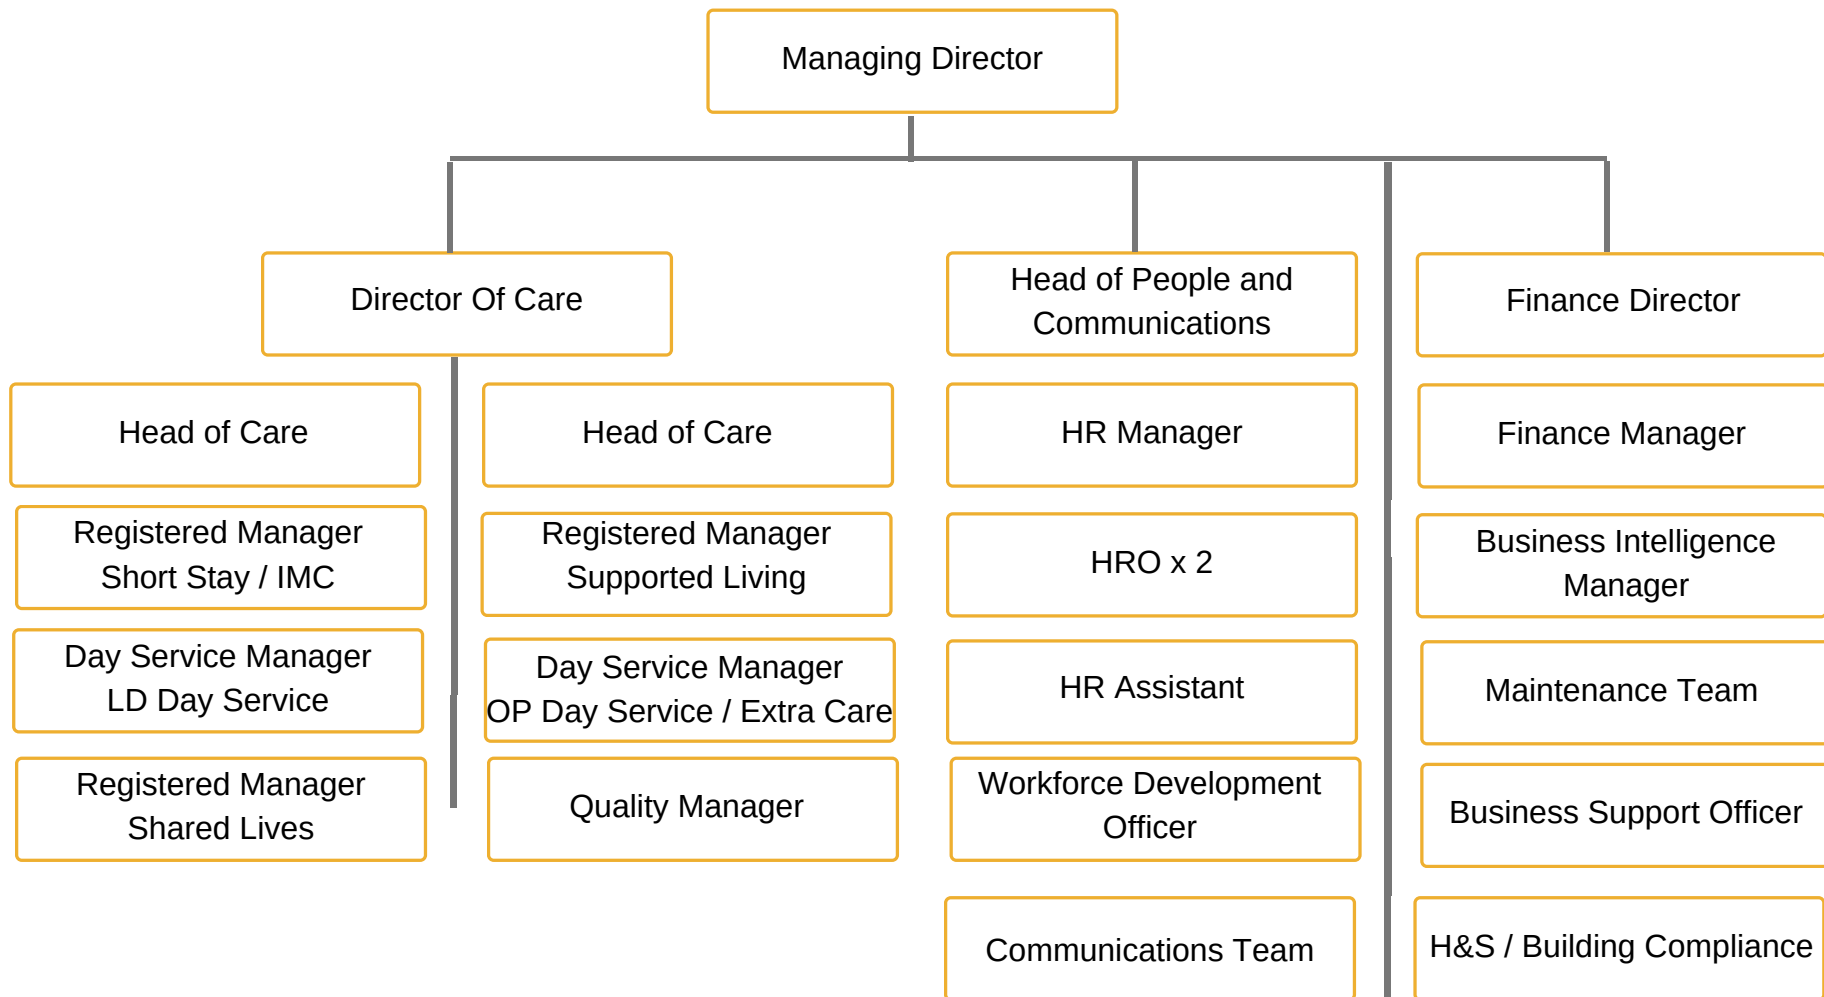 Managing Director
Director Of Care
Head of People and
Communications
Finance Director
Head of Care
Head of Care
HR Manager
Finance Manager
Registered Manager
Short Stay / IMC
Registered Manager
Supported Living
HRO x 2
Business Intelligence
Manager
Day Service Manager
LD Day Service
Day Service Manager
OP Day Service / Extra Care
HR Assistant
Maintenance Team
Registered Manager
Shared Lives
Quality Manager
Workforce Development
Officer
Business Support Officer
Communications Team
H&S / Building Compliance